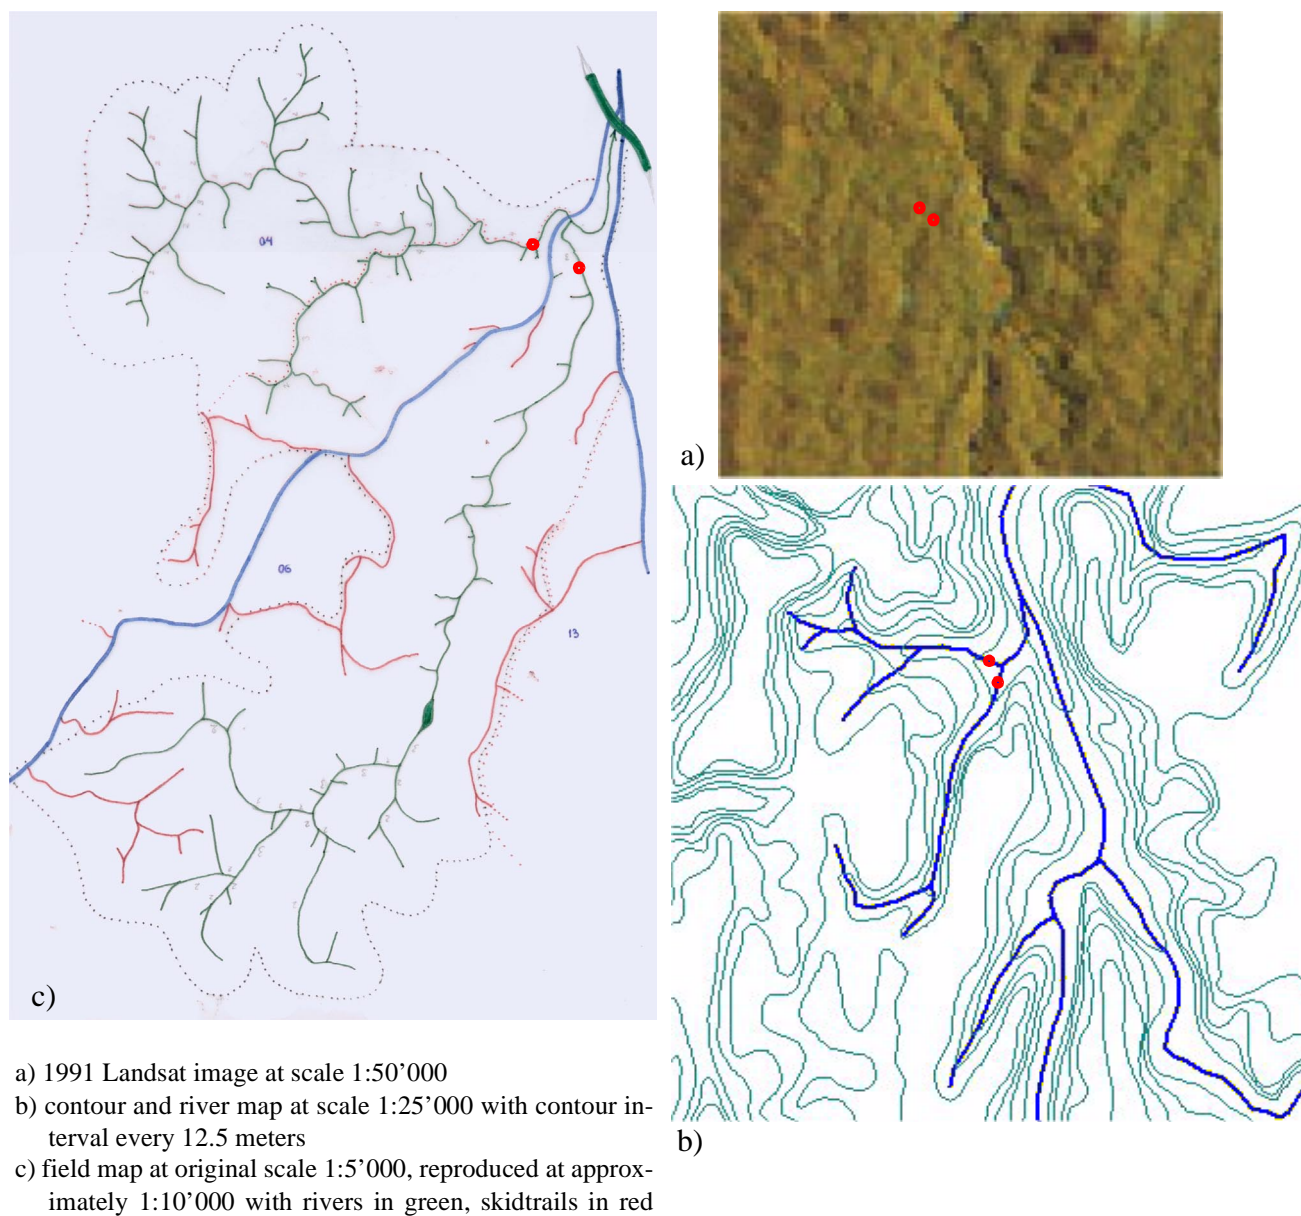 04
06
13
c)
a)
b)
a) 1991 Landsat image at scale 1:50’000
b) contour and river map at scale 1:25’000 with contour in-
terval every 12.5 meters
c) field map at original scale 1:5’000, reproduced at approx-
imately 1:10’000 with rivers in green, skidtrails in red